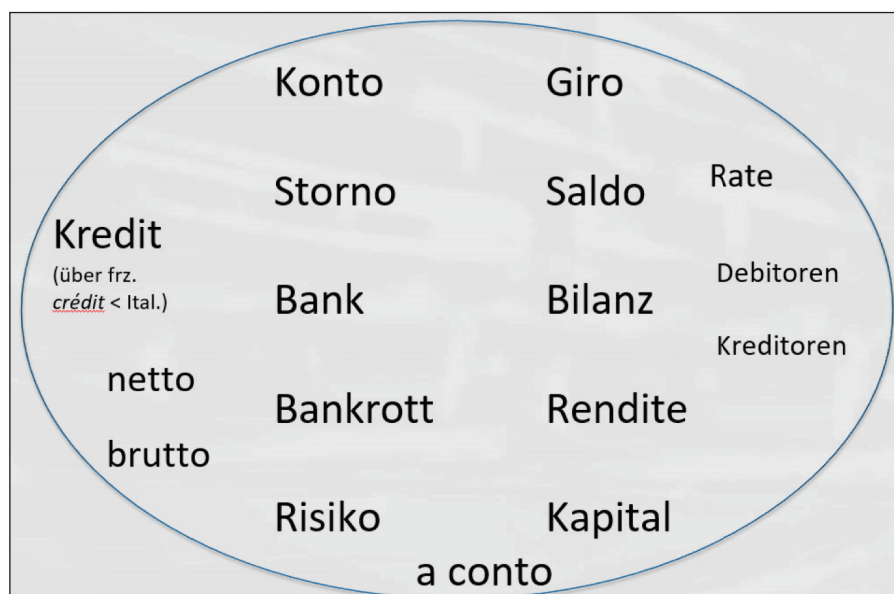 Konto Giro
Storno Saldo Rate
Kredit
(über frz.
crédit < Ital.)
Bank Bilanz Debitoren
Kreditoren
netto
Bankrott Rendite
brutto
Risiko Kapital
a conto